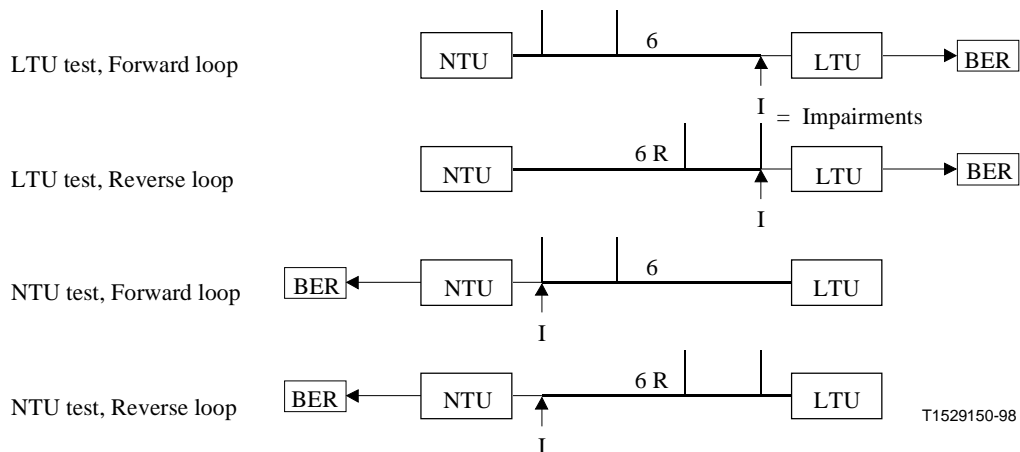 6
LTU test, Forward loop NTU LTU BER
I = Impairments
6 R
LTU test, Reverse loop NTU LTU BER
I
6
NTU test, Forward loop BER NTU LTU
I
6 R
NTU test, Reverse loop BER NTU LTU
T1529150-98
I